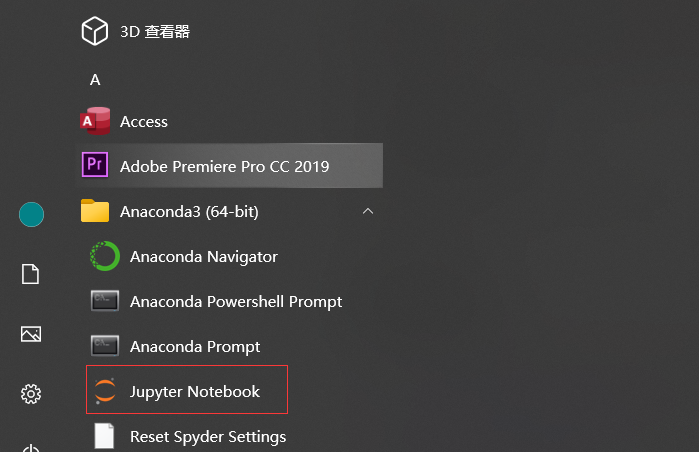 3D 查看器
A
Access
Adobe Premiere Pro CC 2019
Anaconda3 (64-bit)
Anaconda Navigator
Anaconda Powershell Prompt
Anaconda Prompt
Jupyter Notebook
Reset Spyder Settings